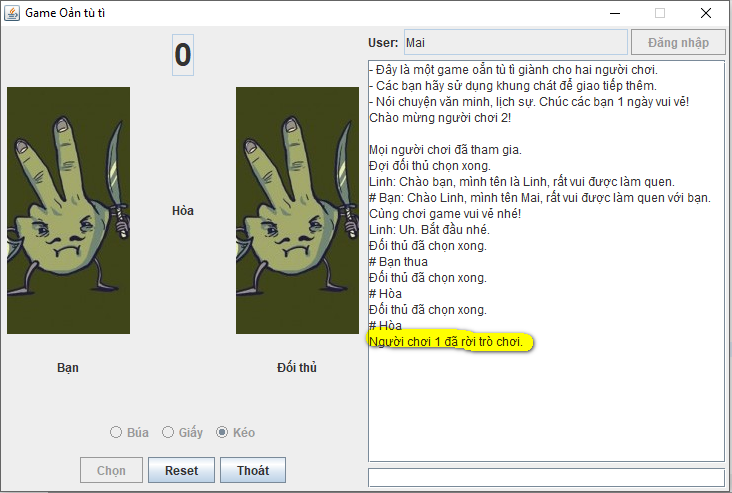 Game Oẳn tù tì
0
Hòa
Bạn
Đối thủ
Búa
Giấy
Kéo
Chọn
Reset
Thoát
User:
Mai
Đăng nhập
- Đây là một game oẳn tù tì giành cho hai người chơi.
- Các bạn hãy sử dụng khung chát để giao tiếp thêm.
- Nói chuyện văn minh, lịch sự. Chúc các bạn 1 ngày vui vẻ!
Chào mừng người chơi 2!
Mọi người chơi đã tham gia.
Đợi đối thủ chọn xong.
Linh: Chào bạn, mình tên là Linh, rất vui được làm quen.
# Bạn: Chào Linh, mình tên Mai, rất vui được làm quen với bạn.
Cùng chơi game vui vẻ nhé!
Linh: Uh. Bắt đầu nhé.
Đối thủ đã chọn xong.
# Bạn thua
Đối thủ đã chọn xong.
# Hòa
Đối thủ đã chọn xong.
# Hòa
Người chơi 1 đã rời trò chơi.